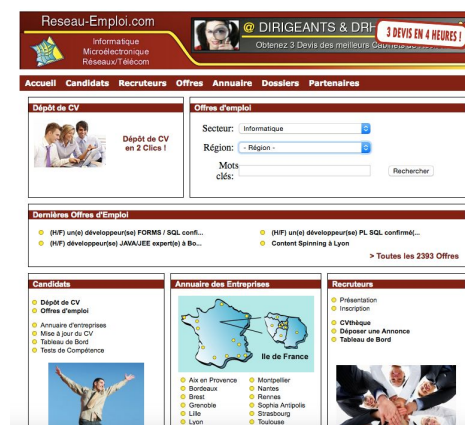 Reseau-Emploi.com
Informatique
Microélectronique
Réseaux/Télécom
@ DIRIGEANTS & DRH
3 DEVIS EN 4 HEURES !
Obtenez 3 Devis des meilleurs
Accueil Candidats Recruteurs Offres Annuaire Dossiers Partenaires
Dépôt de CV
Dépôt de CV
en 2 Clics !
Offres d'emploi
Secteur: Informatique
Région: - Région -
Mots
clés:
Rechercher
Dernières Offres d'Emploi
(H/F) un(e) développeur(se) FORMS / SQL confi...
(H/F) un(e) développeur(se) PL SQL confirmé(...
(H/F) développeur(se) JAVA/JEE expert(e) à Bo...
Content Spinning à Lyon
> Toutes les 2393 Offres
Candidats
Dépôt de CV
Offres d'emploi
Annuaire d'entreprises
Mise à jour du CV
Tableau de Bord
Tests de Compétence
Annuaire des Entreprises
Ile de France
Aix en Provence
Bordeaux
Brest
Grenoble
Lille
Lyon
Montpellier
Nantes
Rennes
Sophia Antipolis
Strasbourg
Toulouse
Recruteurs
Présentation
Inscription
CVthèque
Déposer une Annonce
Tableau de Bord